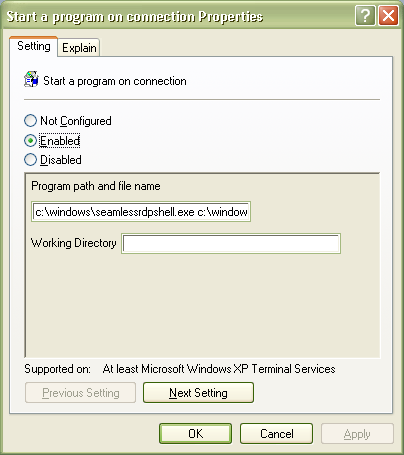 Start a program on connection Properties
Setting
Explain
Start a program on connection
Not Configured
Enabled
Disabled
Program path and file name
c:\windows\seamlessrdpshell.exe c:\window
Working Directory
Supported on: At least Microsoft Windows XP Terminal Services
Previous Setting
Next Setting
OK
Cancel
Apply